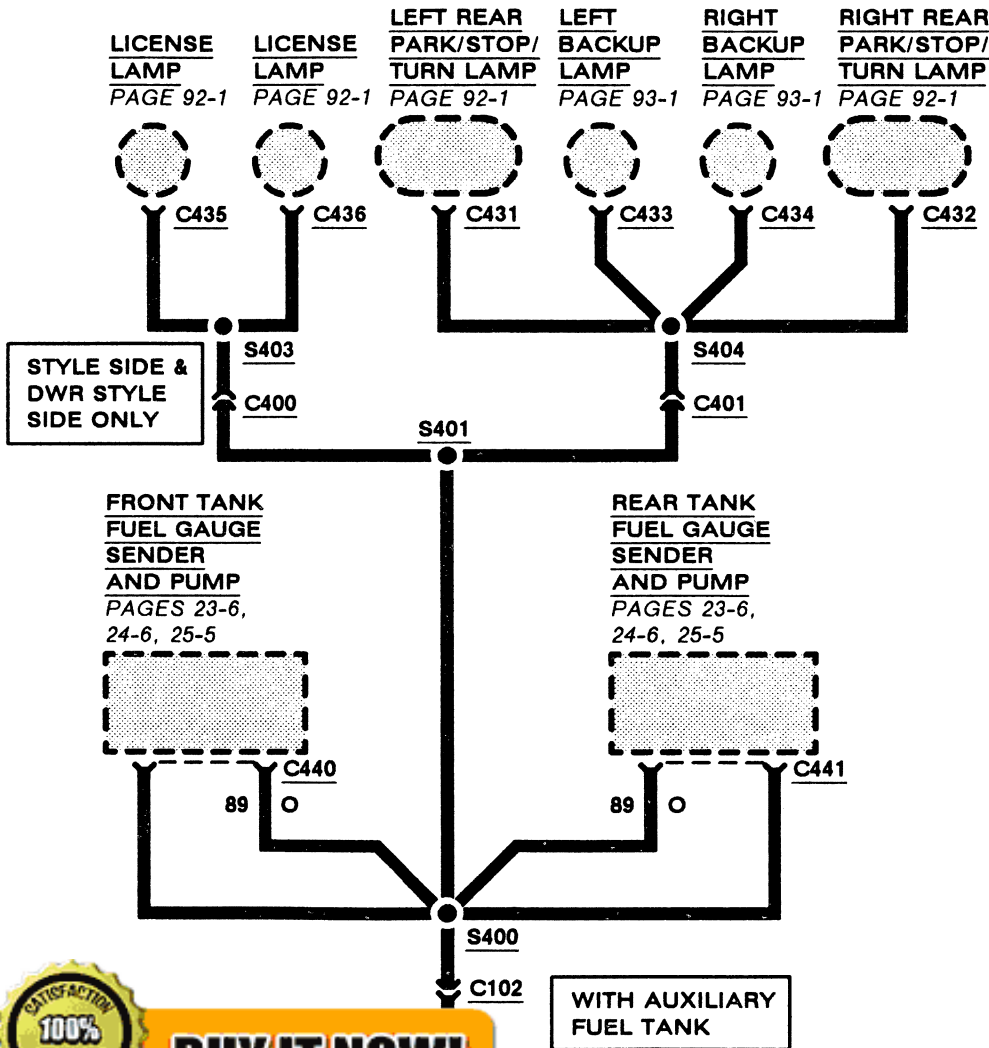 LICENSE
LAMP
PAGE 92-1
LICENSE
LAMP
PAGE 92-1
LEFT REAR
PARK/STOP/
TURN LAMP
PAGE 92-1
LEFT
BACKUP
LAMP
PAGE 93-1
RIGHT
BACKUP
LAMP
PAGE 93-1
RIGHT REAR
PARK/STOP/
TURN LAMP
PAGE 92-1
C435
C436
C431
C433
C434
C432
S403
S404
STYLE SIDE &
DWR STYLE
SIDE ONLY
C400
C401
S401
FRONT TANK
FUEL GAUGE
SENDER
AND PUMP
PAGES 23-6,
24-6, 25-5
REAR TANK
FUEL GAUGE
SENDER
AND PUMP
PAGES 23-6,
24-6, 25-5
C440
C441
89 O
89 O
S400
C102
WITH AUXILIARY
FUEL TANK
SATISFACTION
100%
BUY IT NOW!